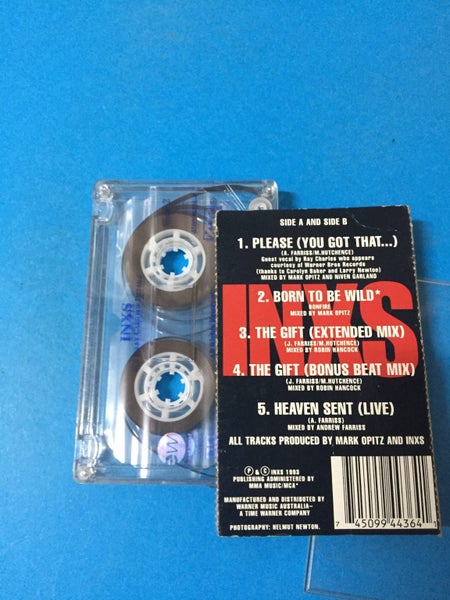 SIDE A AND SIDE B
1. PLEASE (YOU GOT THAT...)
(A. FARRISS/M.HUTCHENCE)
Guest vocal by Ray Charles who appears
courtesy of Warner Bros Records
(thanks to Carolyn Baker and Larry Newton)
MIXED BY MARK OPITZ AND NIVEN GARLAND
INXS
2. BORN TO BE WILD*
BONFIRE
MIXED BY MARK OPITZ
3. THE GIFT (EXTENDED MIX)
(J. FARRISS/M.HUTCHENCE)
MIXED BY ROBIN HANCOCK
4. THE GIFT (BONUS BEAT MIX)
(J. FARRISS/M.HUTCHENCE)
MIXED BY ROBIN HANCOCK
5. HEAVEN SENT (LIVE)
(A. FARRISS)
MIXED BY ANDREW FARRISS
ALL TRACKS PRODUCED BY MARK OPITZ AND INXS
℗ & © INXS 1993
PUBLISHING ADMINISTERED BY
MMA MUSIC/MCA*
MANUFACTURED AND DISTRIBUTED BY
WARNER MUSIC AUSTRALIA–
A TIME WARNER COMPANY
PHOTOGRAPHY: HELMUT NEWTON.
7 45099 44364
INXS